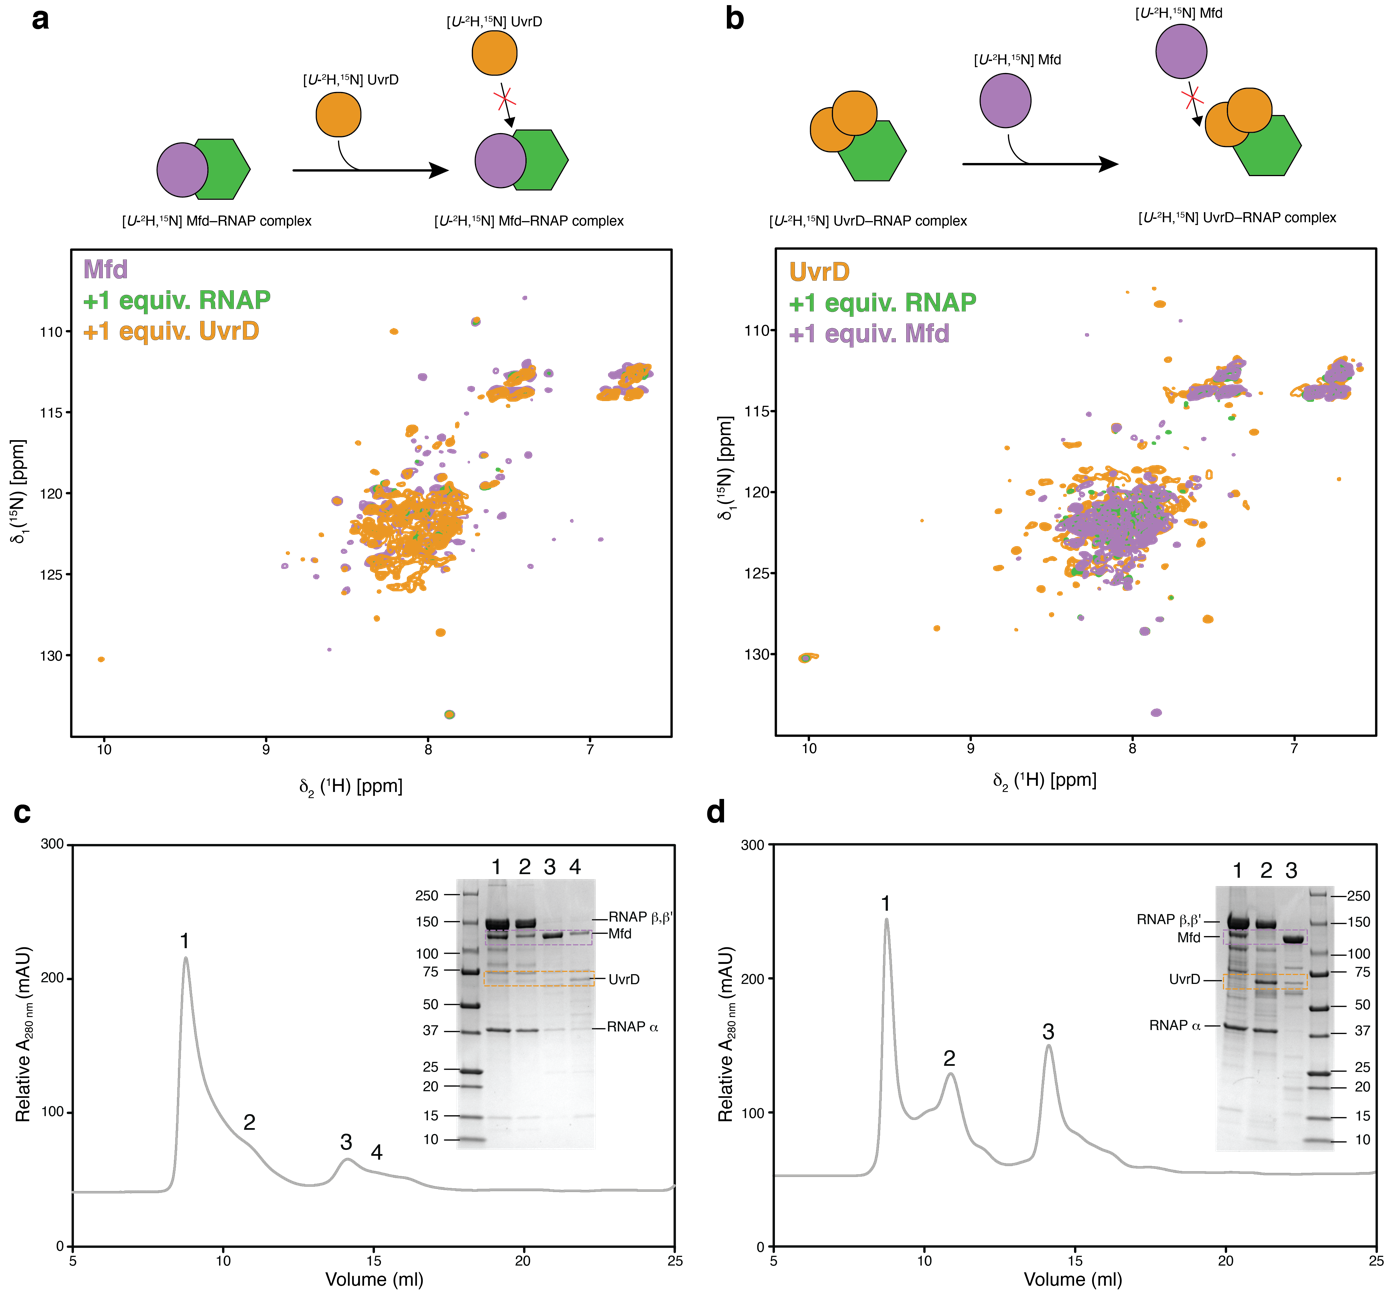 a
[U-²H,¹⁵N] UvrD
[U-²H,¹⁵N] UvrD
[U-²H,¹⁵N] Mfd–RNAP complex
[U-²H,¹⁵N] Mfd–RNAP complex
Mfd
+1 equiv. RNAP
+1 equiv. UvrD
110
115
120
125
130
δ₁(¹⁵N) [ppm]
10 9 8 7
δ₂ (¹H) [ppm]
b
[U-²H,¹⁵N] Mfd
[U-²H,¹⁵N] Mfd
[U-²H,¹⁵N] UvrD–RNAP complex
[U-²H,¹⁵N] UvrD–RNAP complex
UvrD
+1 equiv. RNAP
+1 equiv. Mfd
110
115
120
125
130
δ₁(¹⁵N) [ppm]
10 9 8 7
δ₂ (¹H) [ppm]
c
300
200
100
0
Relative A280 nm (mAU)
5 10 15 20 25
Volume (ml)
1
2
3
4
1 2 3 4
250
150
100
75
50
37
25
20
15
10
RNAP β,β'
Mfd
UvrD
RNAP α
d
300
200
100
0
Relative A280 nm (mAU)
5 10 15 20 25
Volume (ml)
1
2
3
1 2 3
RNAP β,β'
Mfd
UvrD
RNAP α
250
150
100
75
50
37
25
20
15
10